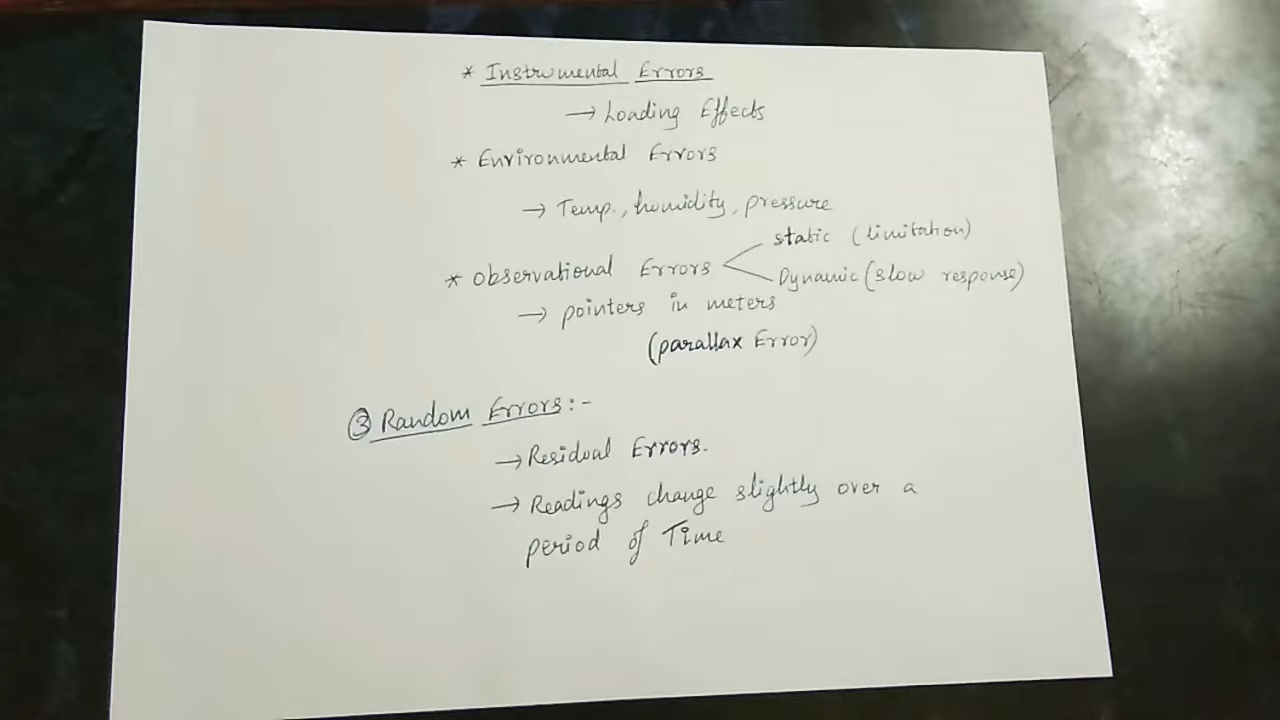 * Instrumental Errors
→ Loading Effects
* Environmental Errors
→ Temp., humidity, pressure
static (limitation)
* Observational Errors
Dynamic (slow response)
→ pointers in meters
(parallax Error)
③ Random Errors:-
→ Residual Errors.
→ Readings change slightly over a
period of Time